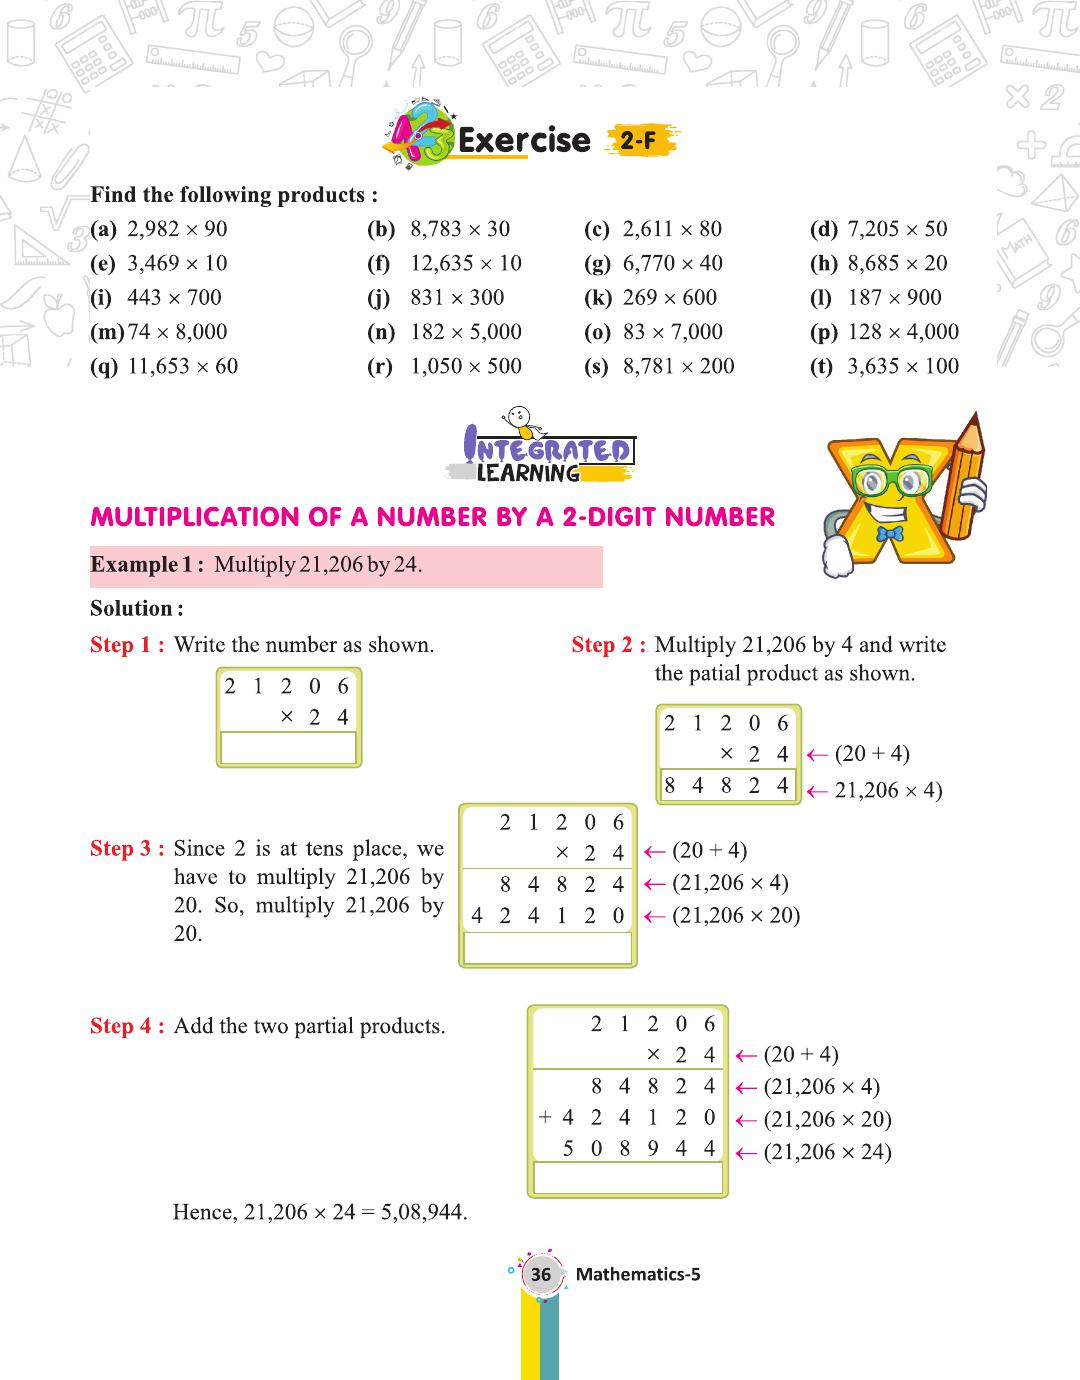 Exercise 2-F
Find the following products :
(a) 2,982 × 90 (b) 8,783 × 30 (c) 2,611 × 80 (d) 7,205 × 50
(e) 3,469 × 10 (f) 12,635 × 10 (g) 6,770 × 40 (h) 8,685 × 20
(i) 443 × 700 (j) 831 × 300 (k) 269 × 600 (l) 187 × 900
(m) 74 × 8,000 (n) 182 × 5,000 (o) 83 × 7,000 (p) 128 × 4,000
(q) 11,653 × 60 (r) 1,050 × 500 (s) 8,781 × 200 (t) 3,635 × 100
INTEGRATED
LEARNING
MULTIPLICATION OF A NUMBER BY A 2-DIGIT NUMBER
Example 1 : Multiply 21,206 by 24.
Solution :
Step 1 : Write the number as shown.
2 1 2 0 6
× 2 4
Step 2 : Multiply 21,206 by 4 and write
the patial product as shown.
2 1 2 0 6
× 2 4 ← (20 + 4)
8 4 8 2 4 ← 21,206 × 4)
Step 3 : Since 2 is at tens place, we
have to multiply 21,206 by
20. So, multiply 21,206 by
20.
2 1 2 0 6
× 2 4 ← (20 + 4)
8 4 8 2 4 ← (21,206 × 4)
4 2 4 1 2 0 ← (21,206 × 20)
Step 4 : Add the two partial products.
2 1 2 0 6
× 2 4 ← (20 + 4)
8 4 8 2 4 ← (21,206 × 4)
+ 4 2 4 1 2 0 ← (21,206 × 20)
5 0 8 9 4 4 ← (21,206 × 24)
Hence, 21,206 × 24 = 5,08,944.
36 Mathematics-5